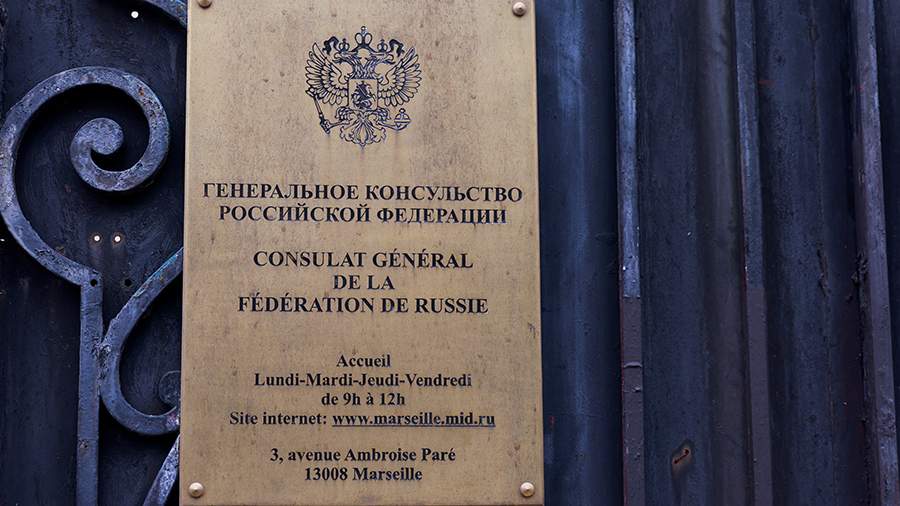 ГЕНЕРАЛЬНОЕ КОНСУЛЬСТВО
РОССИЙСКОЙ ФЕДЕРАЦИИ
CONSULAT GÉNÉRAL
DE LA
FÉDÉRATION DE RUSSIE
Accueil
Lundi-Mardi-Jeudi-Vendredi
de 9h à 12h
Site internet: www.marseille.mid.ru
3, avenue Ambroise Paré
13008 Marseille